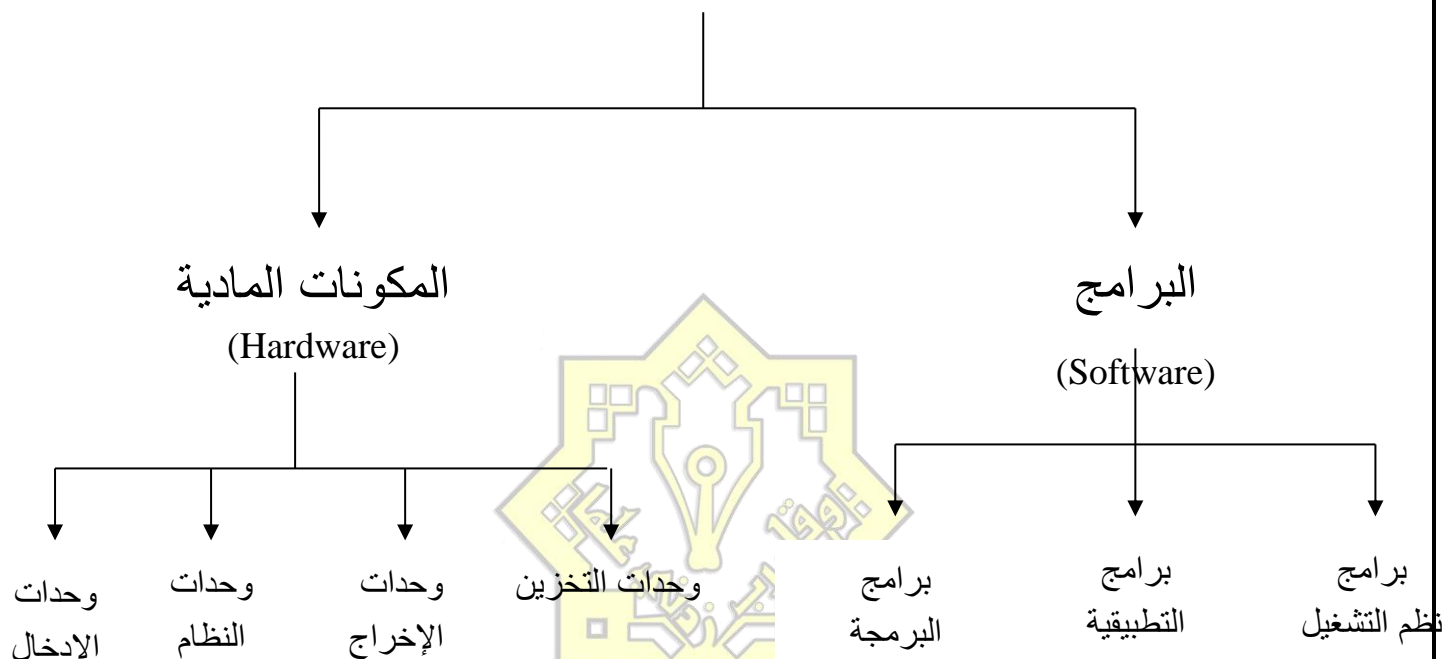 البرامج
(Software)
المكونات المادية
(Hardware)
برامج
نظم التشغيل
برامج
التطبيقية
برامج
البرمجة
وحدات التخزين
وحدات
الإخراج
وحدات
النظام
وحدات
الادخال